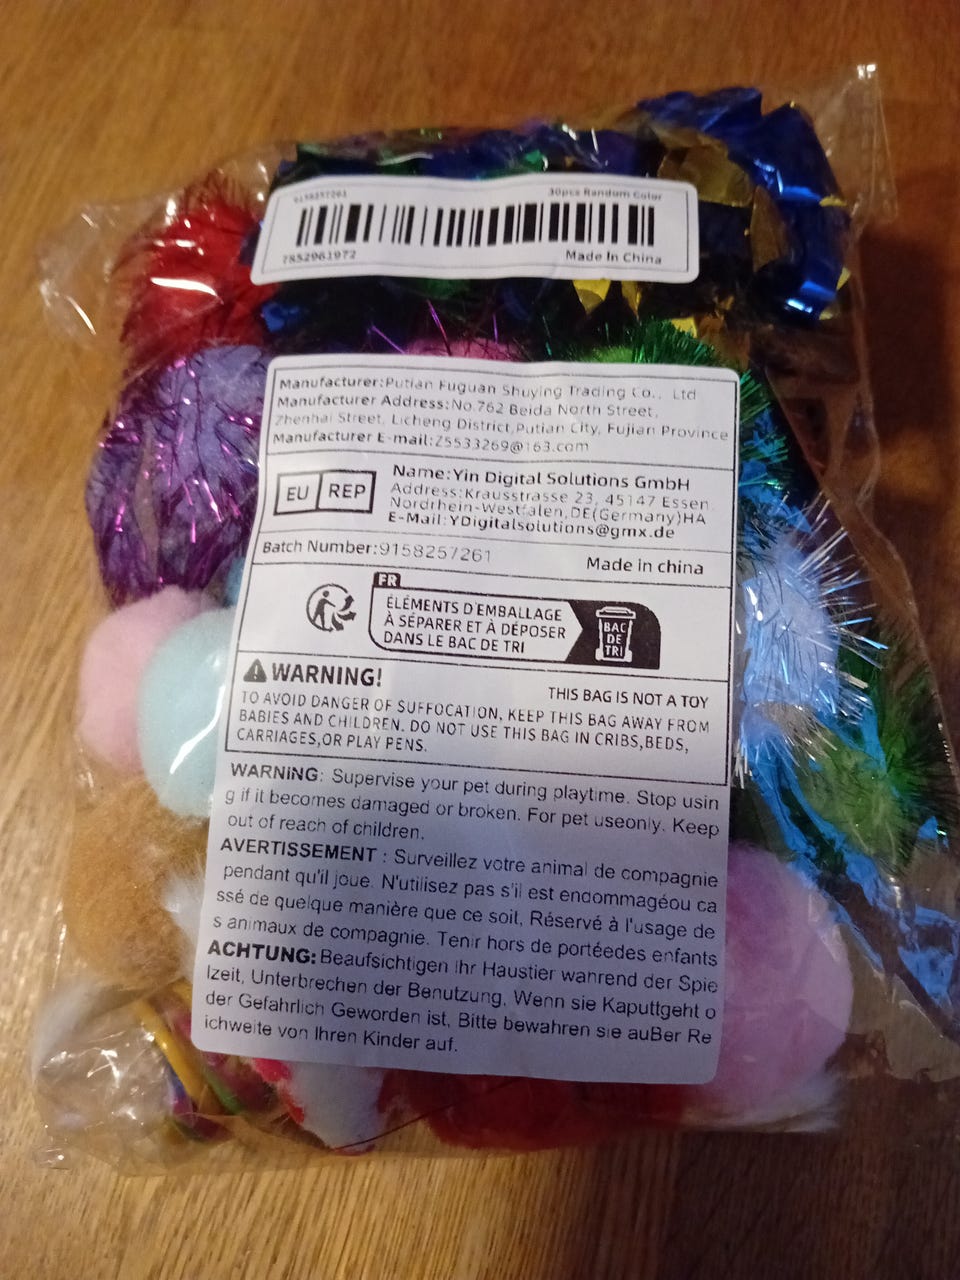 9158257261 30pcs Random Color
7852961972 Made In China
Manufacturer:Putian Fuguan Shuying Trading Co., Ltd
Manufacturer Address:No.762 Beida North Street,
Zhenhai Street, Licheng District,Putian City, Fujian Province
Manufacturer E-mail:Z5533269@163.com
EU REP
Name:Yin Digital Solutions GmbH
Address:Krausstrasse 23, 45147 Essen
Nordrhein-Westfalen,DE(Germany)HA
E-Mail:YDigitalsolutions@gmx.de
Batch Number:9158257261 Made in china
FR
ÉLÉMENTS D'EMBALLAGE
À SÉPARER ET À DÉPOSER
DANS LE BAC DE TRI
BAC
DE
TRI
WARNING!
THIS BAG IS NOT A TOY
TO AVOID DANGER OF SUFFOCATION, KEEP THIS BAG AWAY FROM
BABIES AND CHILDREN. DO NOT USE THIS BAG IN CRIBS,BEDS,
CARRIAGES,OR PLAY PENS.
WARNING: Supervise your pet during playtime. Stop usin
g if it becomes damaged or broken. For pet useonly. Keep
out of reach of children.
AVERTISSEMENT : Surveillez votre animal de compagnie
pendant qu'il joue. N'utilisez pas s'il est endommagéou ca
ssé de quelque manière que ce soit, Réservé à l'usage de
s animaux de compagnie. Tenir hors de portéedes enfants
ACHTUNG: Beaufsichtigen Ihr Haustier wahrend der Spie
lzeit, Unterbrechen der Benutzung, Wenn sie Kaputtgeht o
der Gefahrlich Geworden ist, Bitte bewahren sie auBer Re
ichweite von Ihren Kinder auf.